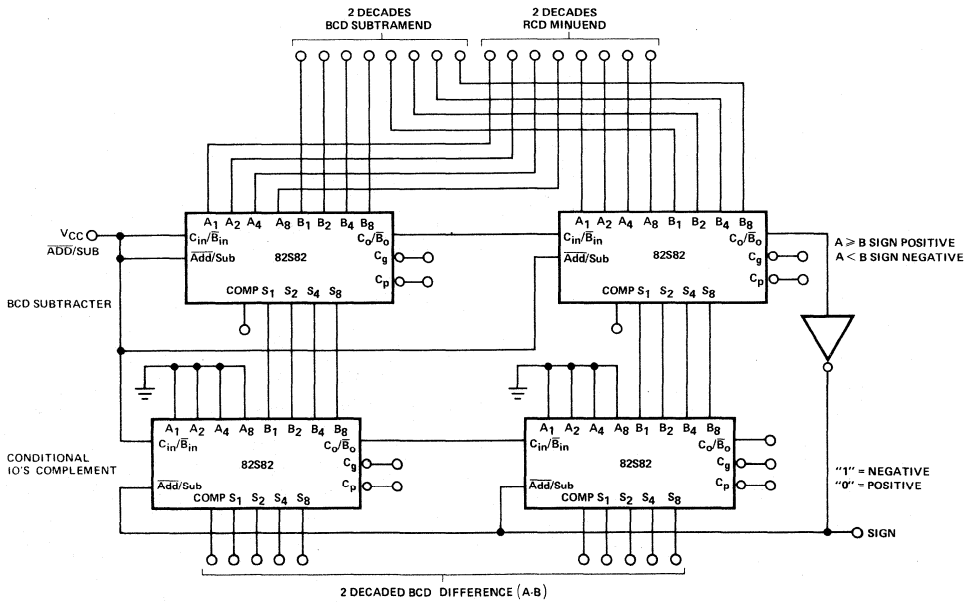 2 DECADES
BCD SUBTRAMEND
2 DECADES
RCD MINUEND
A1 A2 A4 A8 B1 B2 B4 B8
A1 A2 A4 A8 B1 B2 B4 B8
VCC
ADD/SUB
Cin/Bin
Co/Bo
Add/Sub
82S82
Cg
Cp
COMP S1 S2 S4 S8
Cin/Bin
Co/Bo
Add/Sub
82S82
Cg
Cp
COMP S1 S2 S4 S8
A ⩾ B SIGN POSITIVE
A < B SIGN NEGATIVE
BCD SUBTRACTER
A1 A2 A4 A8 B1 B2 B4 B8
A1 A2 A4 A8 B1 B2 B4 B8
CONDITIONAL
IO'S COMPLEMENT
Cin/Bin
Co/Bo
82S82
Cg
Add/Sub
Cp
COMP S1 S2 S4 S8
Cin/Bin
Co/Bo
82S82
Cg
Add/Sub
Cp
COMP S1 S2 S4 S8
"1" = NEGATIVE
"0" = POSITIVE
SIGN
2 DECADED BCD DIFFERENCE (A-B)